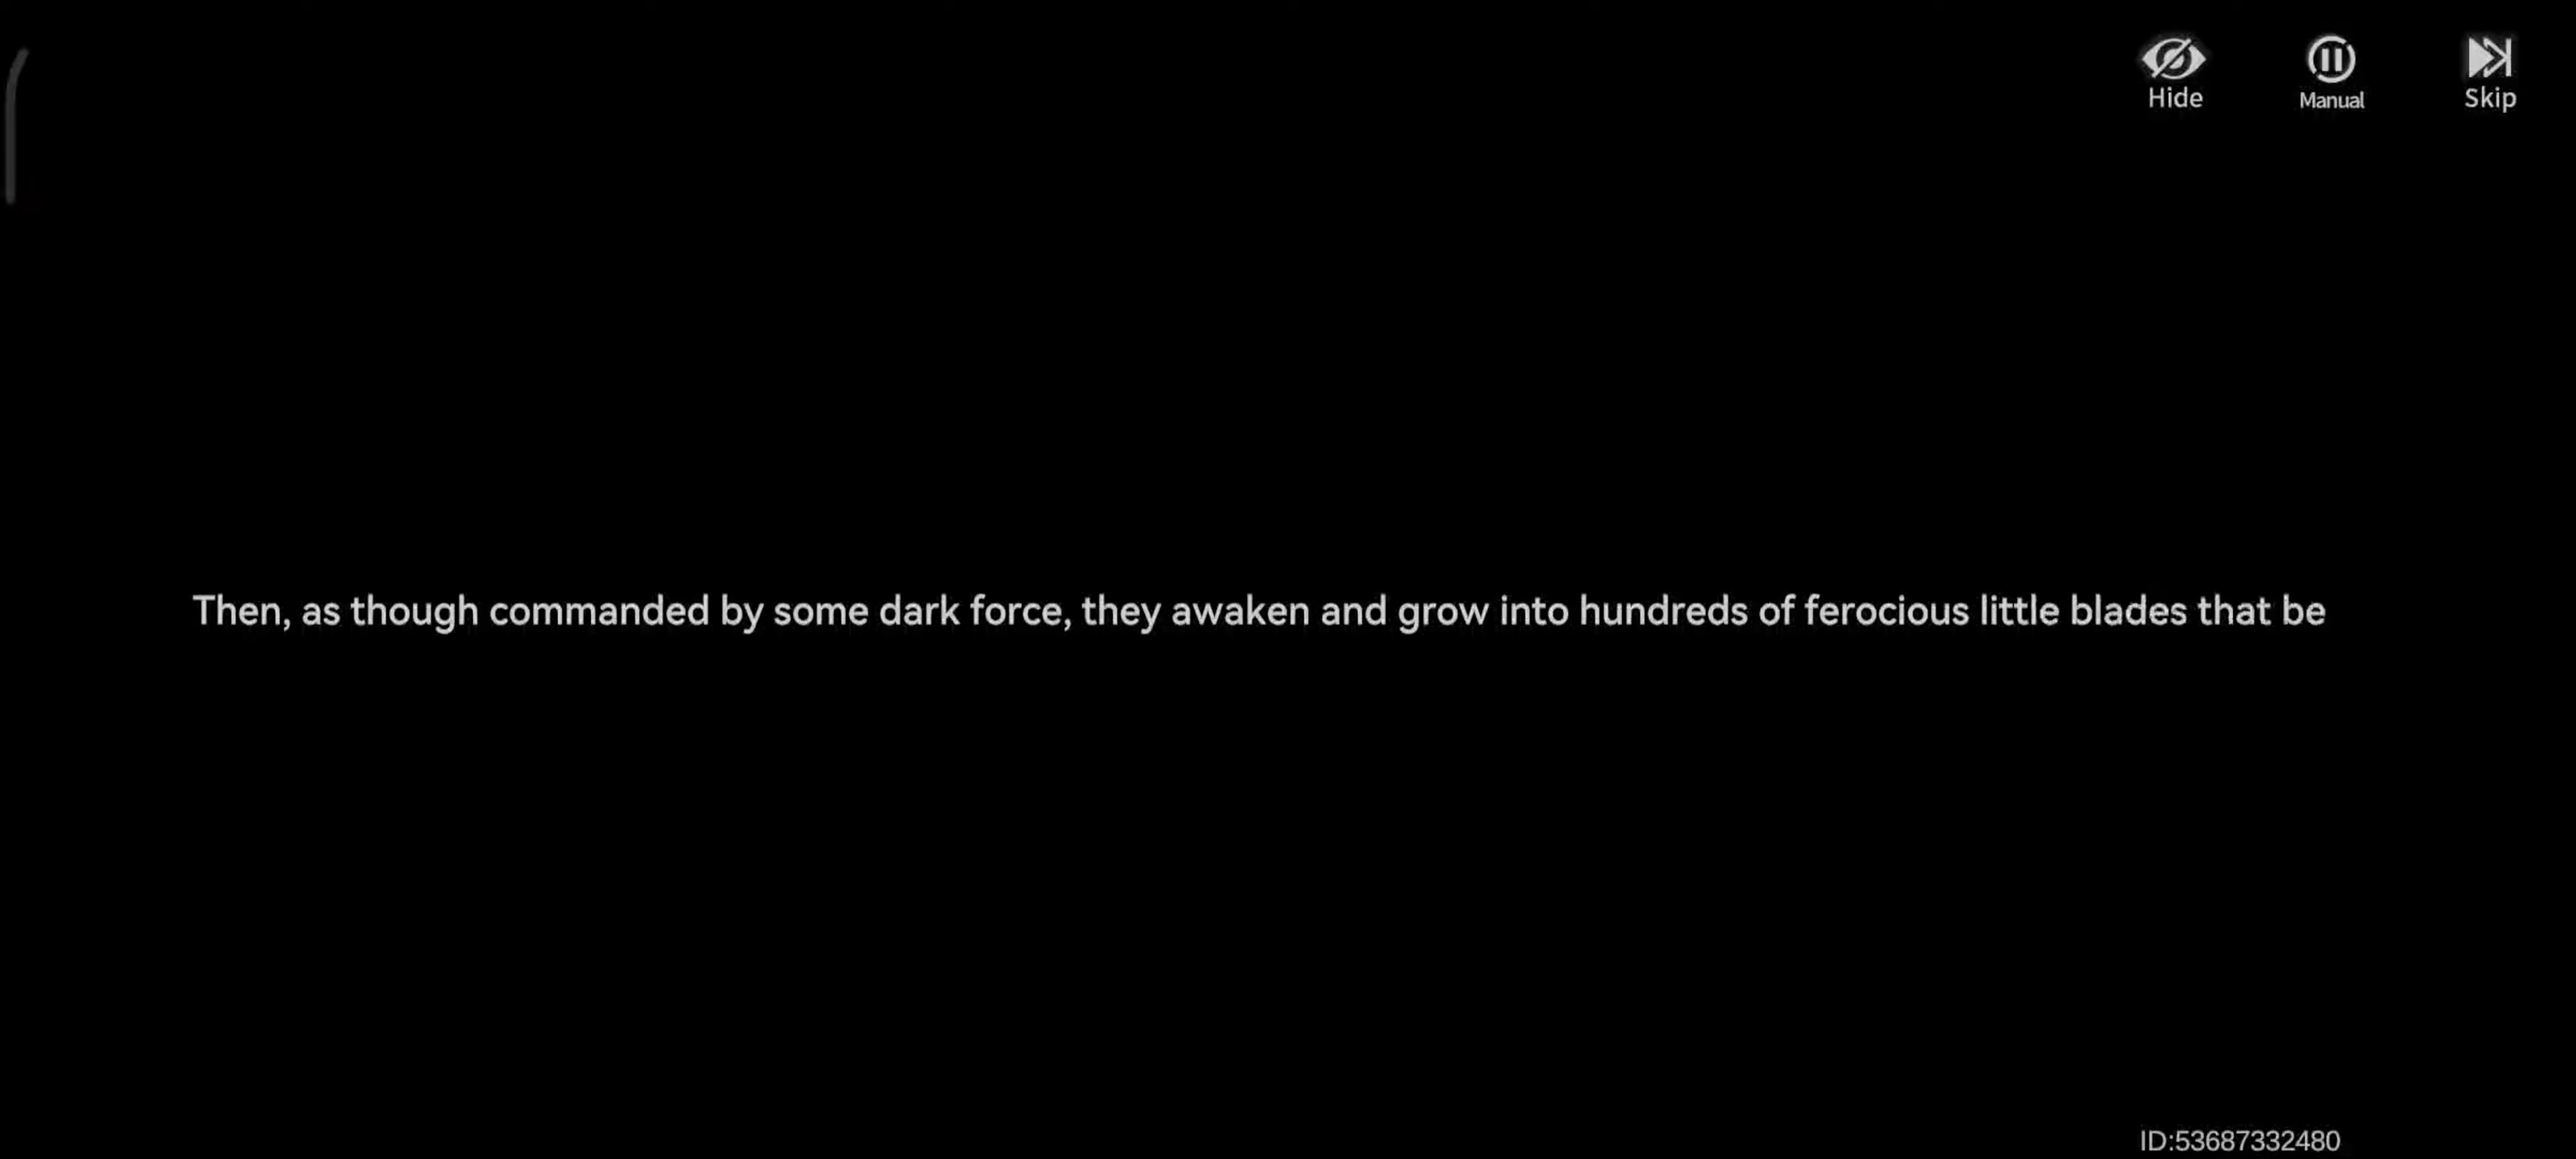 Hide
Manual
Skip
Then, as though commanded by some dark force, they awaken and grow into hundreds of ferocious little blades that be
ID:53687332480